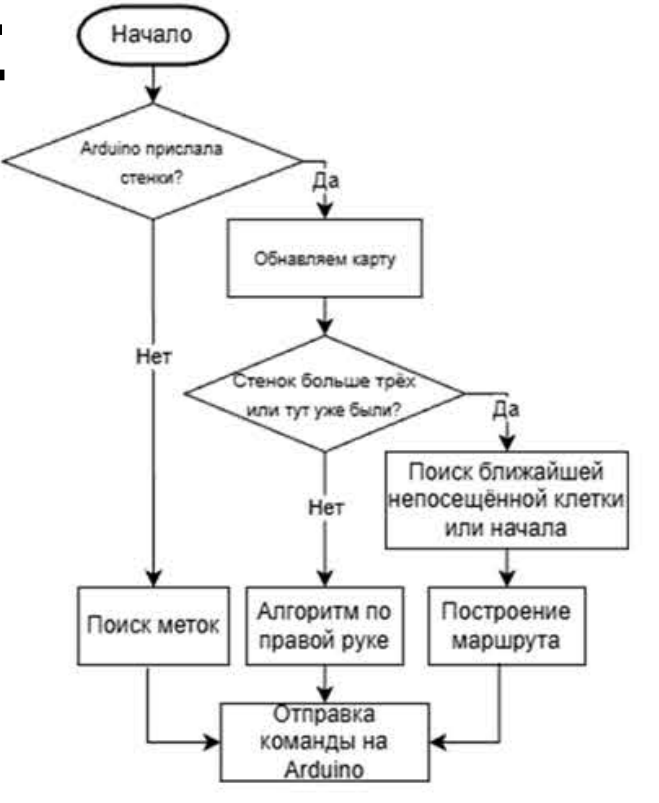 Начало
Arduino прислала
стенки?
Да
Обнавляем карту
Нет
Стенок больше трёх
или тут уже были?
Да
Поиск ближайшей
непосещённой клетки
или начала
Нет
Поиск меток
Алгоритм по
правой руке
Построение
маршрута
Отправка
команды на
Arduino